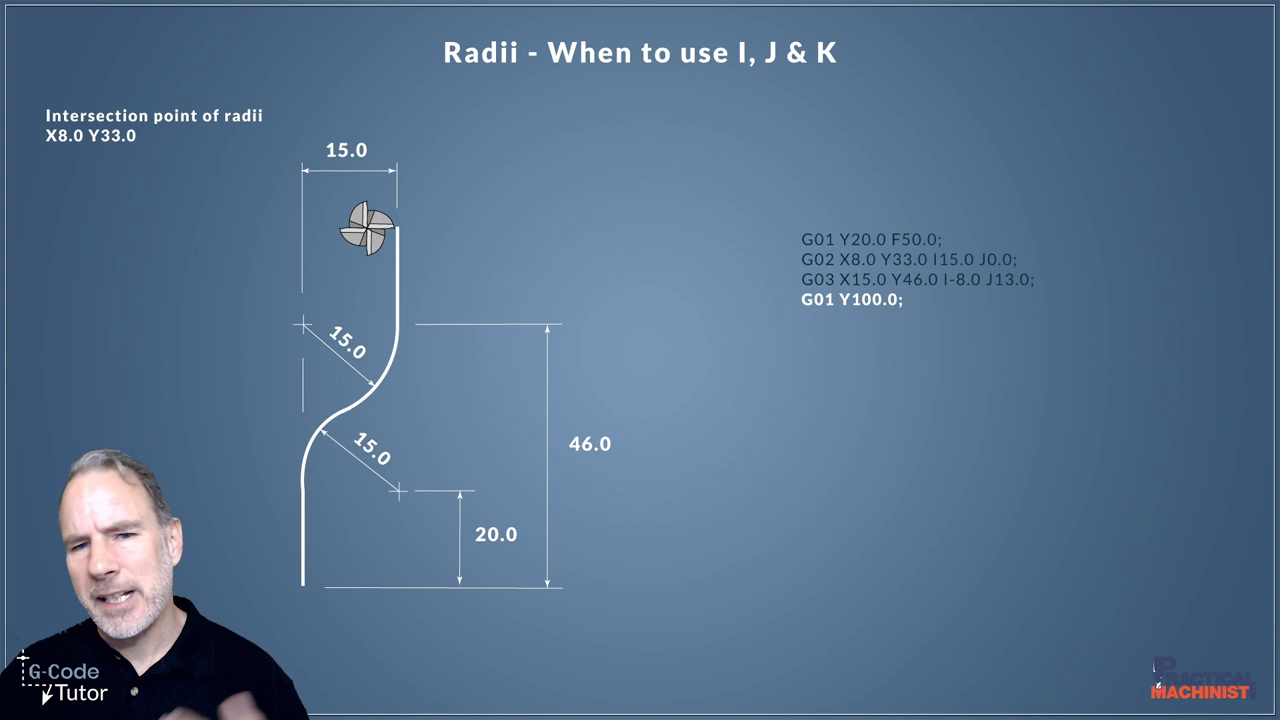 Radii - When to use I, J & K
Intersection point of radii
X8.0 Y33.0
15.0
G01 Y20.0 F50.0;
G02 X8.0 Y33.0 I15.0 J0.0;
G03 X15.0 Y46.0 I-8.0 J13.0;
G01 Y100.0;
15.0
15.0
46.0
20.0
G-Code
Tutor
PRACTICAL
MACHINIST